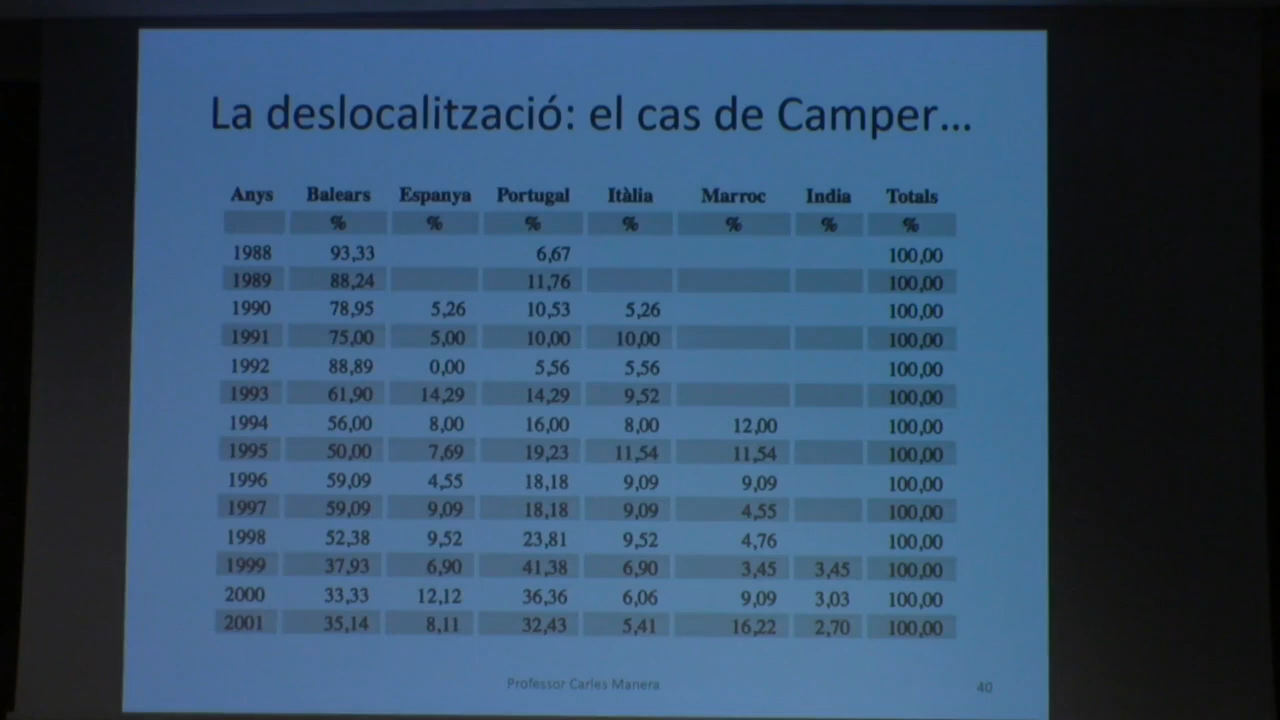 La deslocalització: el cas de Camper...
Anys Balears Espanya Portugal Itàlia Marroc India Totals
% % % % % % %
1988 93,33 6,67 100,00
1989 88,24 11,76 100,00
1990 78,95 5,26 10,53 5,26 100,00
1991 75,00 5,00 10,00 10,00 100,00
1992 88,89 0,00 5,56 5,56 100,00
1993 61,90 14,29 14,29 9,52 100,00
1994 56,00 8,00 16,00 8,00 12,00 100,00
1995 50,00 7,69 19,23 11,54 11,54 100,00
1996 59,09 4,55 18,18 9,09 9,09 100,00
1997 59,09 9,09 18,18 9,09 4,55 100,00
1998 52,38 9,52 23,81 9,52 4,76 100,00
1999 37,93 6,90 41,38 6,90 3,45 3,45 100,00
2000 33,33 12,12 36,36 6,06 9,09 3,03 100,00
2001 35,14 8,11 32,43 5,41 16,22 2,70 100,00
Professor Carles Manera 40